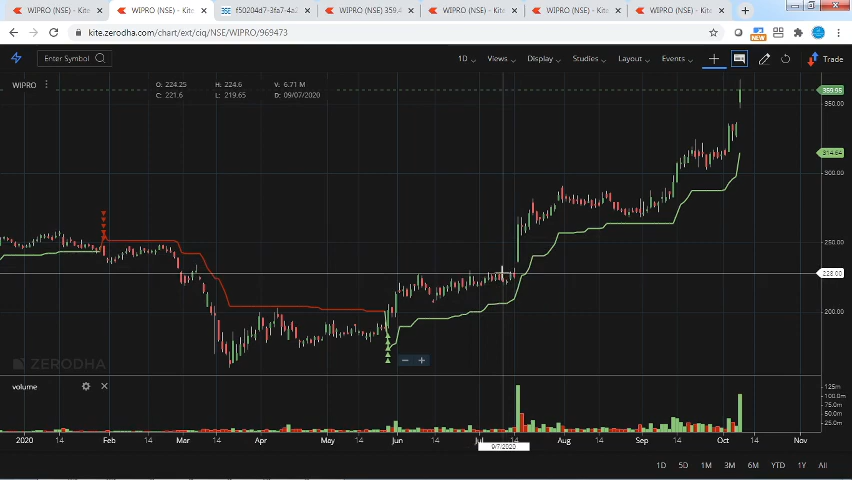 WIPRO (NSE) - Kite
WIPRO (NSE) - Kite
f50204d7-3fa7-4a2
WIPRO (NSE) 359.4
WIPRO (NSE) - Kite
WIPRO (NSE) - Kite
WIPRO (NSE) - Kite
kite.zerodha.com/chart/ext/ciq/NSE/WIPRO/969473
NEW
Enter Symbol
1D Views Display Studies Layout Events Trade
WIPRO
O: 224.25 H: 224.6 V: 6.71 M
C: 221.6 L: 219.65 D: 09/07/2020
359.95
350.00
314.64
300.00
250.00
228.00
200.00
ZERODHA
volume
125m
100.0m
75.0m
50.0m
25.0m
2020 14 Feb 14 Mar 14 Apr May Jun 14 Jul 14 Aug 14 Sep 14 Oct 14 Nov
9/7/2020
1D 5D 1M 3M 6M YTD 1Y All